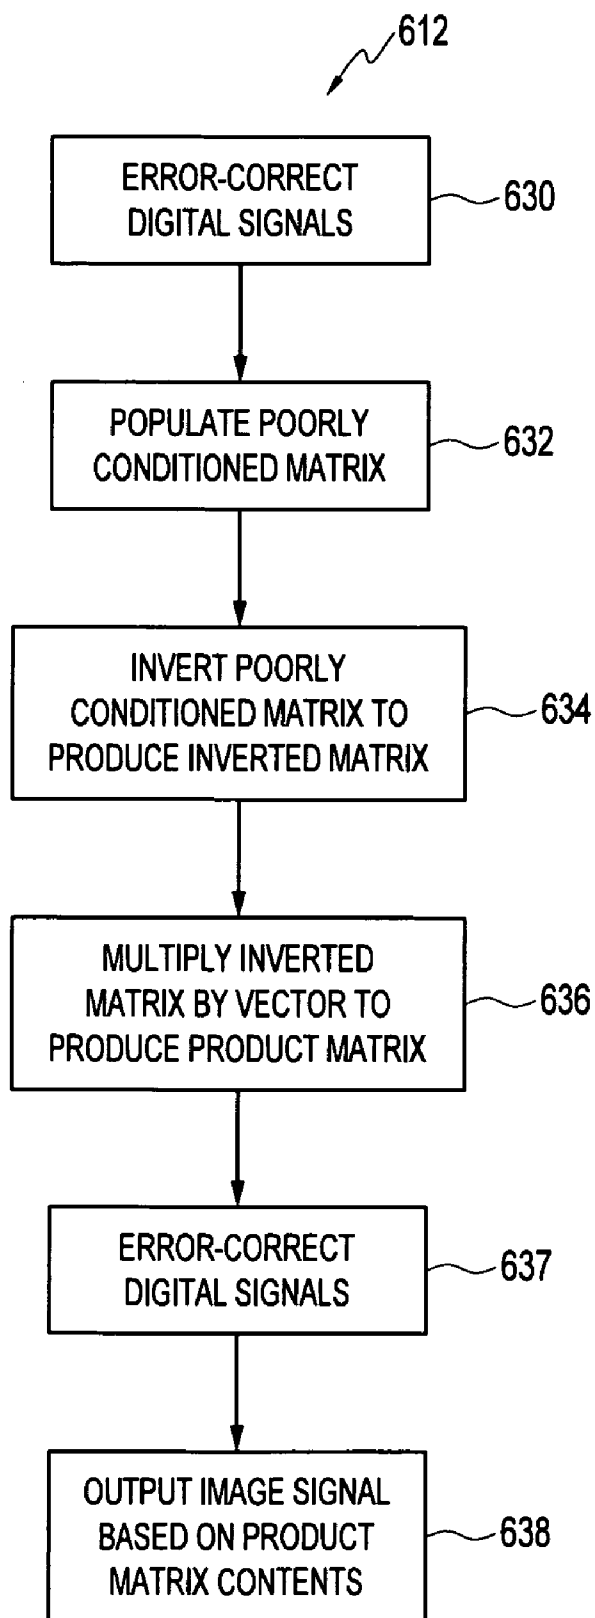 612
ERROR-CORRECT
DIGITAL SIGNALS
630
POPULATE POORLY
CONDITIONED MATRIX
632
INVERT POORLY
CONDITIONED MATRIX TO
PRODUCE INVERTED MATRIX
634
MULTIPLY INVERTED
MATRIX BY VECTOR TO
PRODUCE PRODUCT MATRIX
636
ERROR-CORRECT
DIGITAL SIGNALS
637
OUTPUT IMAGE SIGNAL
BASED ON PRODUCT
MATRIX CONTENTS
638